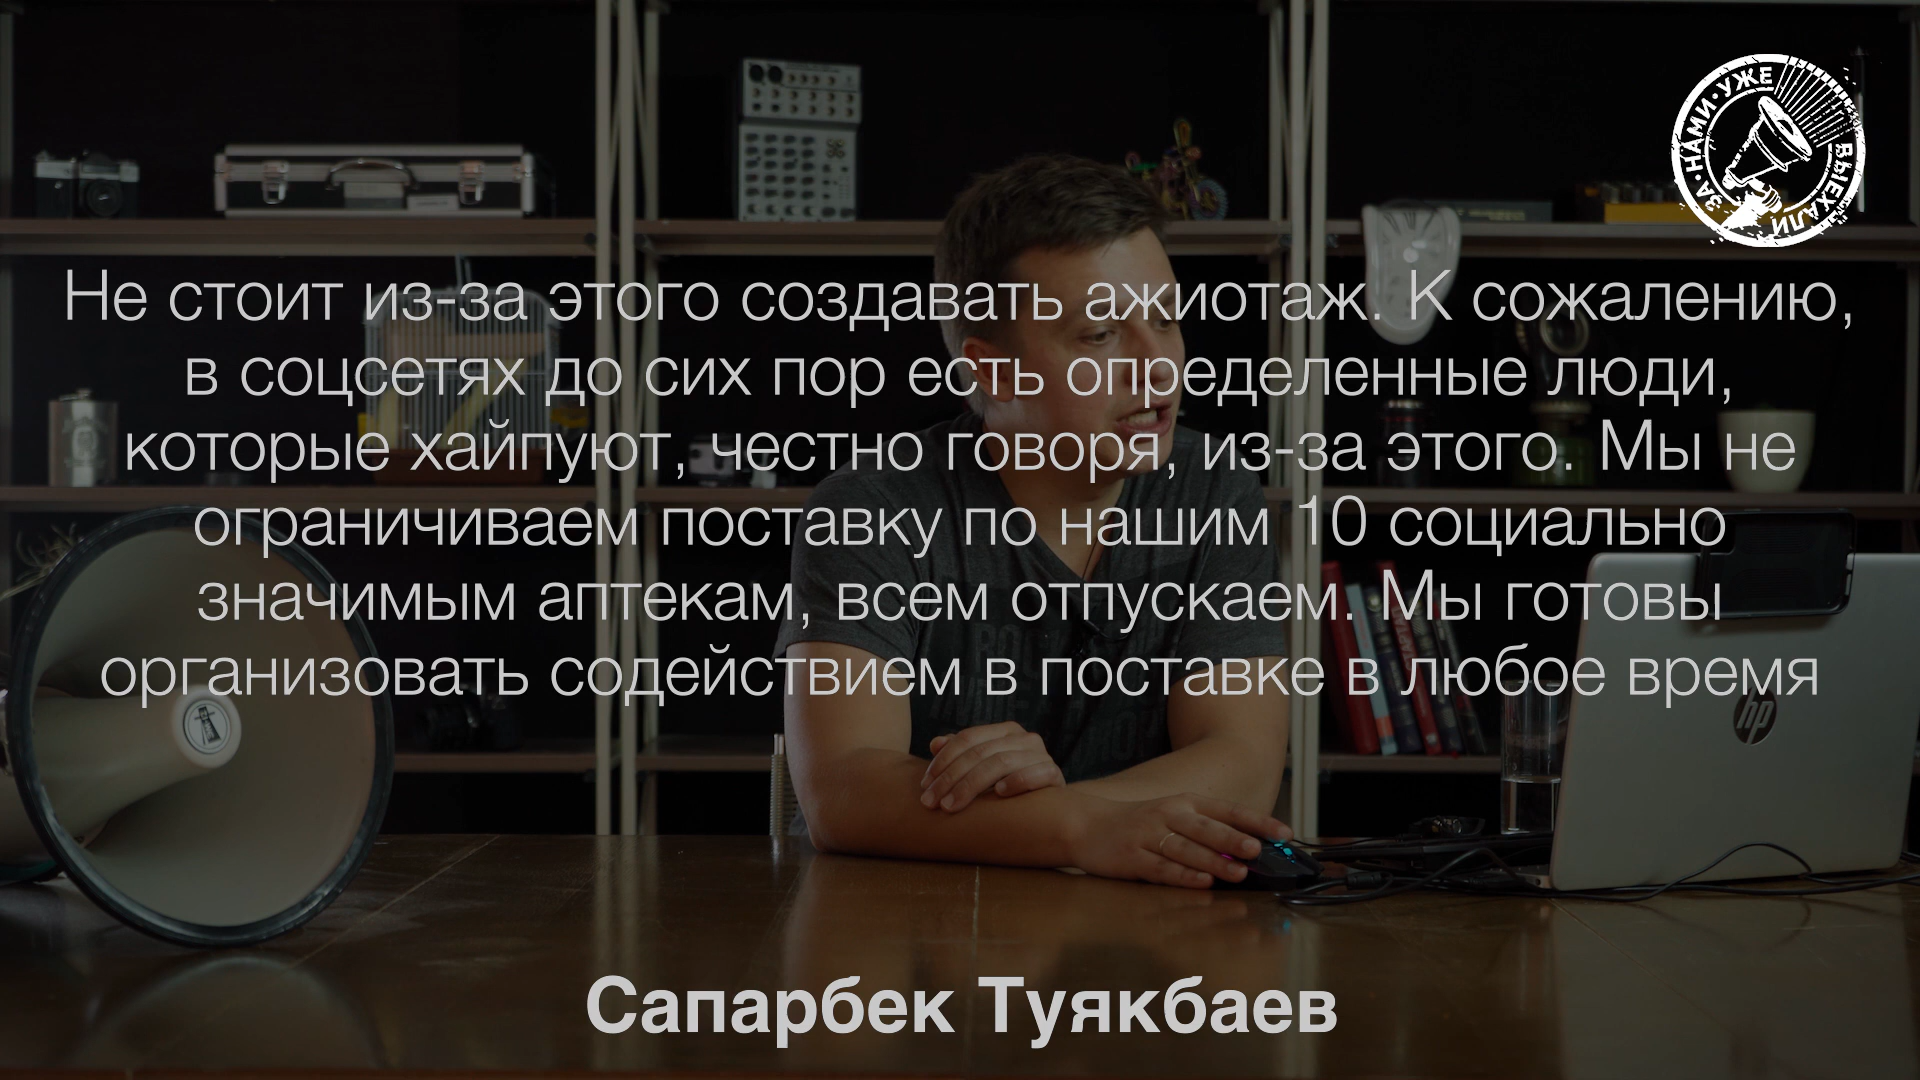 ЗА · НАМИ · УЖЕ ВЫЕХАЛИ
Не стоит из-за этого создавать ажиотаж. К сожалению,
в соцсетях до сих пор есть определенные люди,
которые хайпуют, честно говоря, из-за этого. Мы не
ограничиваем поставку по нашим 10 социально
значимым аптекам, всем отпускаем. Мы готовы
организовать содействием в поставке в любое время
hp
Сапарбек Туякбаев